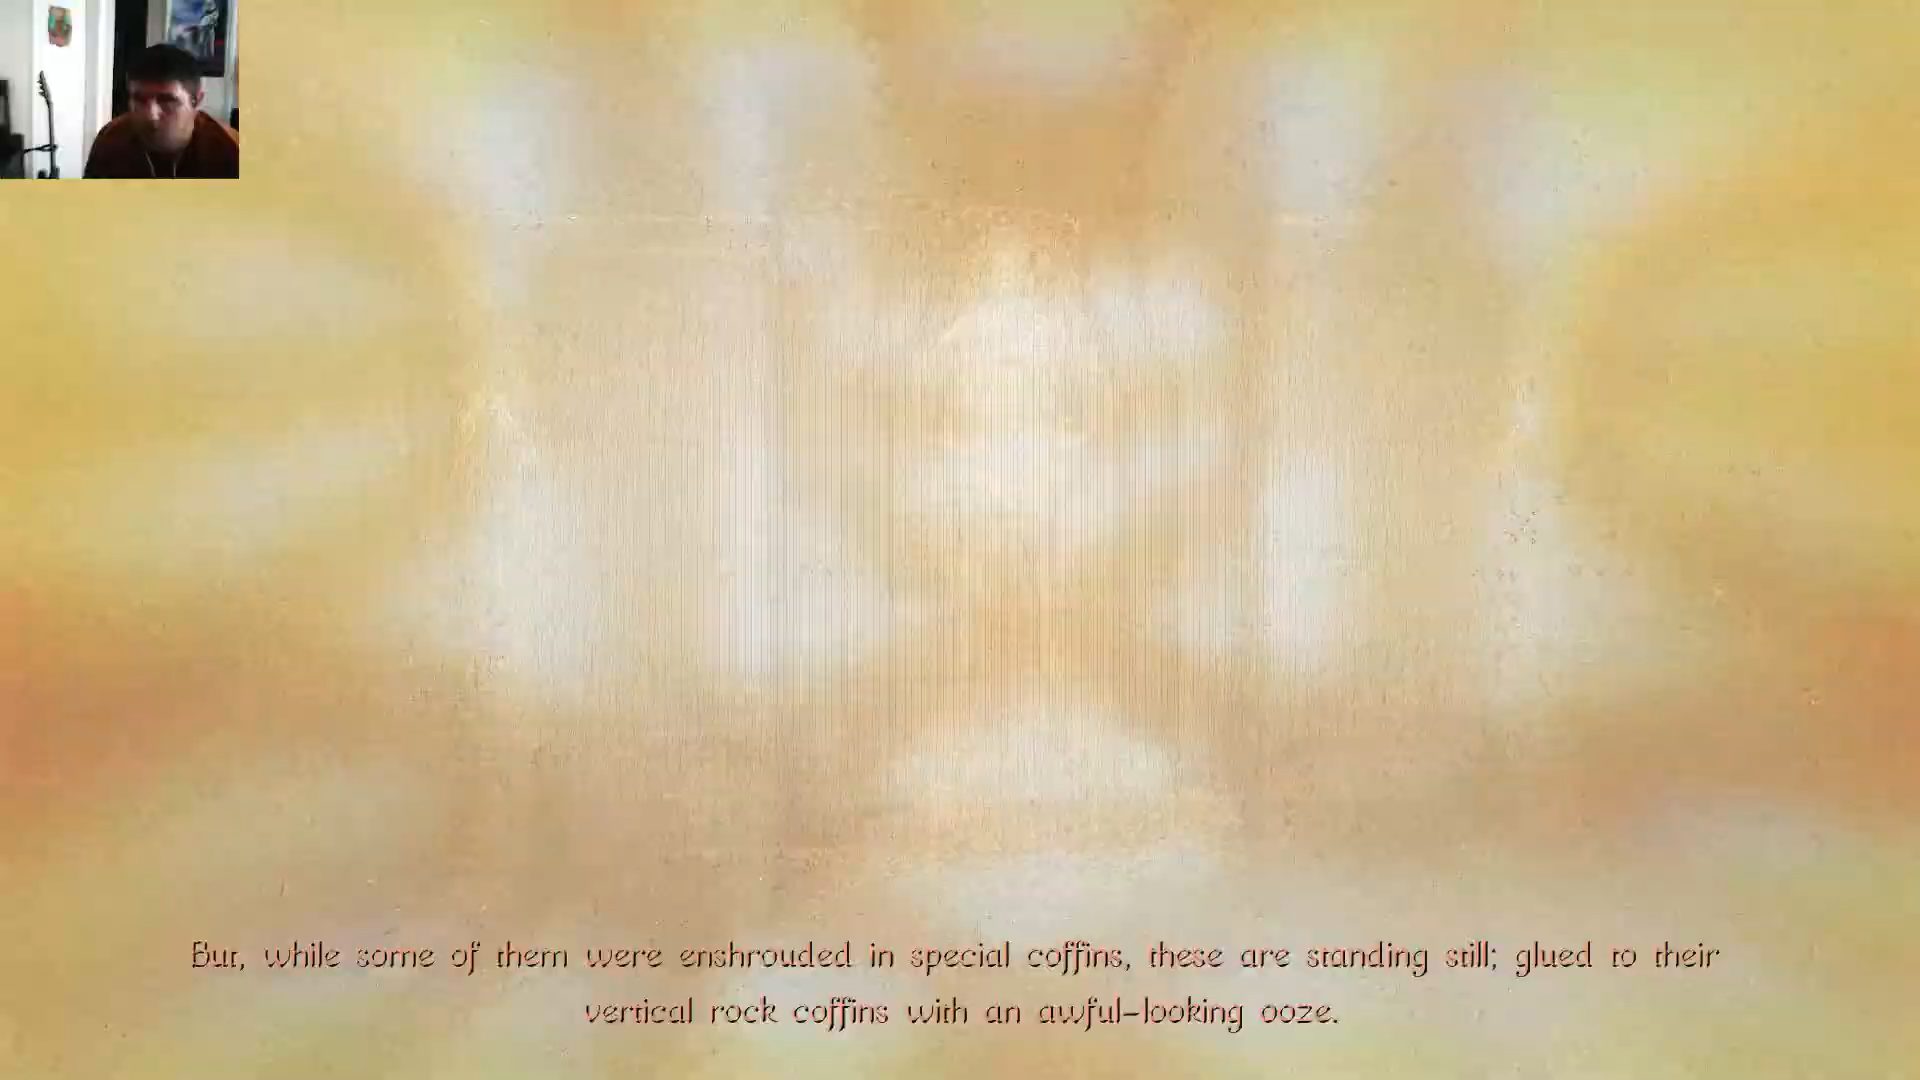 But, while some of them were enshrouded in special coffins, these are standing still; glued to their
vertical rock coffins with an awful-looking ooze.